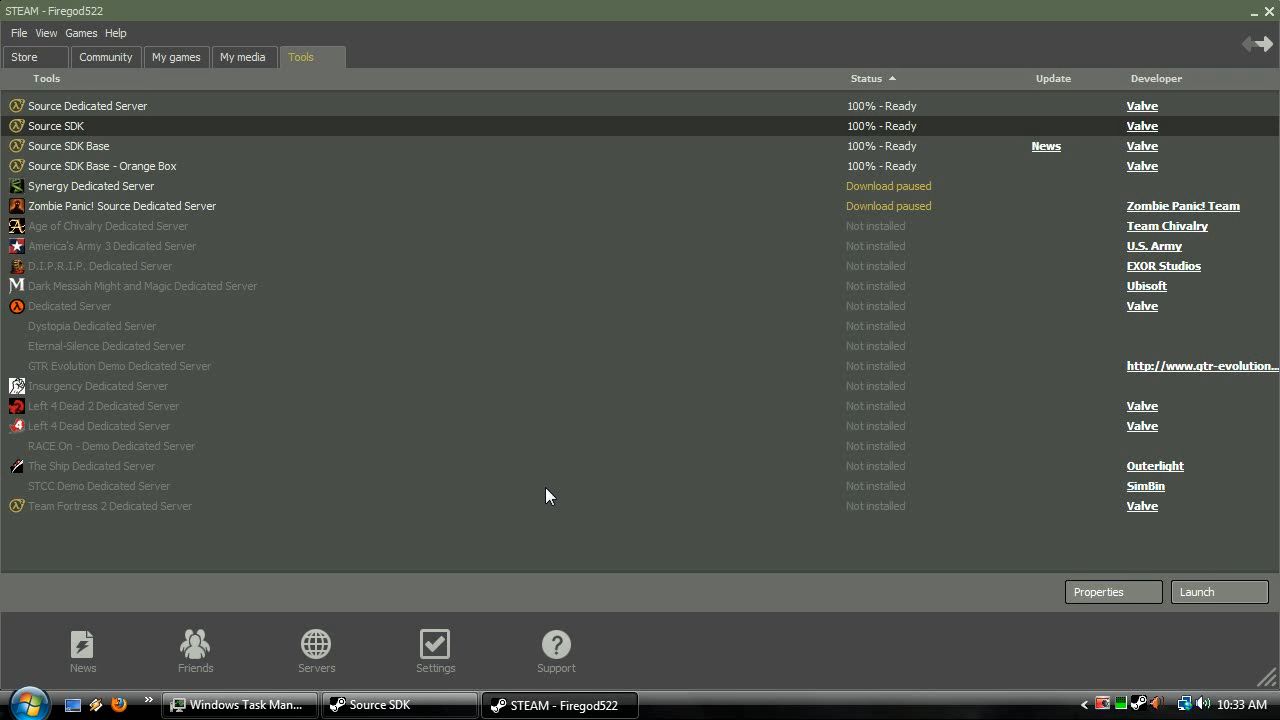 STEAM - Firegod522
File View Games Help
Store Community My games My media Tools
Tools Status Update Developer
Source Dedicated Server 100% - Ready Valve
Source SDK 100% - Ready Valve
Source SDK Base 100% - Ready News Valve
Source SDK Base - Orange Box 100% - Ready Valve
Synergy Dedicated Server Download paused
Zombie Panic! Source Dedicated Server Download paused Zombie Panic! Team
Age of Chivalry Dedicated Server Not installed Team Chivalry
America's Army 3 Dedicated Server Not installed U.S. Army
D.I.P.R.I.P. Dedicated Server Not installed EXOR Studios
Dark Messiah Might and Magic Dedicated Server Not installed Ubisoft
Dedicated Server Not installed Valve
Dystopia Dedicated Server Not installed
Eternal-Silence Dedicated Server Not installed
GTR Evolution Demo Dedicated Server Not installed http://www.gtr-evolution...
Insurgency Dedicated Server Not installed
Left 4 Dead 2 Dedicated Server Not installed Valve
Left 4 Dead Dedicated Server Not installed Valve
RACE On - Demo Dedicated Server Not installed
The Ship Dedicated Server Not installed Outerlight
STCC Demo Dedicated Server Not installed SimBin
Team Fortress 2 Dedicated Server Not installed Valve
Properties Launch
News Friends Servers Settings Support
Windows Task Man... Source SDK STEAM - Firegod522 10:33 AM